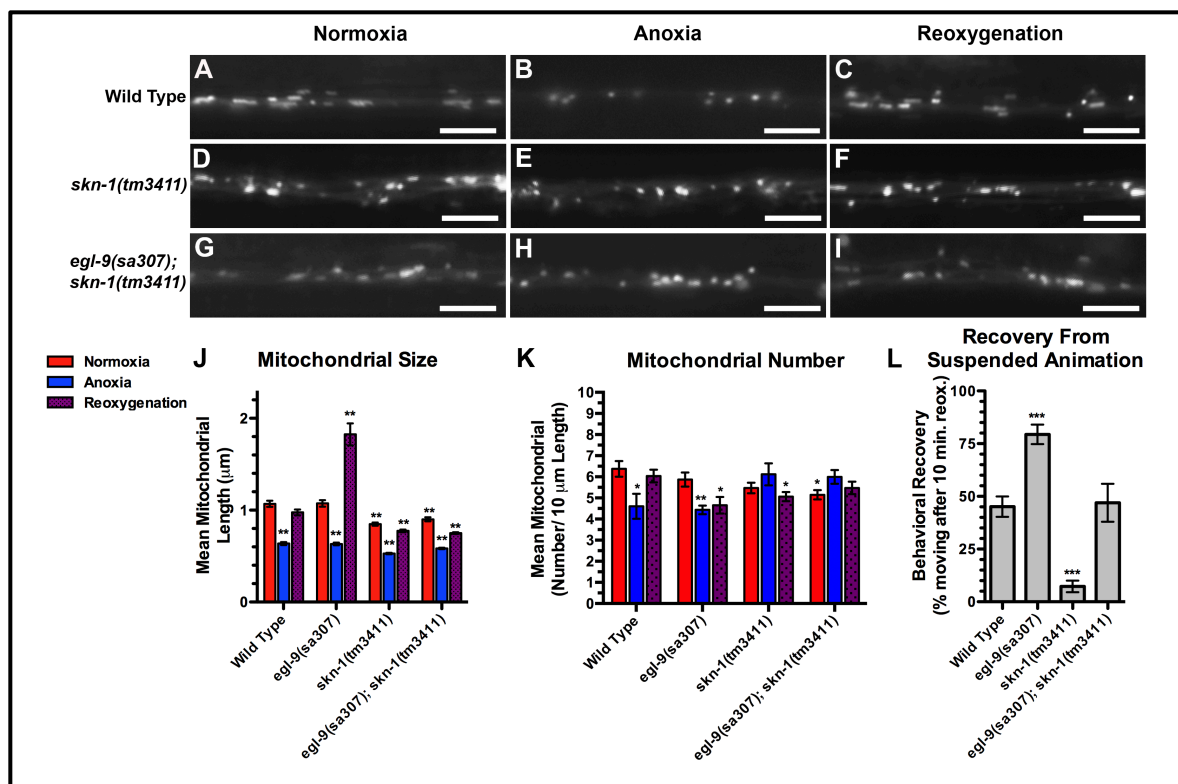 Normoxia Anoxia Reoxygenation
Wild Type
A B C
skn-1(tm3411)
D E F
egl-9(sa307);
skn-1(tm3411)
G H I
Normoxia
Anoxia
Reoxygenation
J Mitochondrial Size
Mean Mitochondrial
Length (μm)
2
1
0
**
**
**
**
**
**
**
**
**
Wild Type
egl-9(sa307)
skn-1(tm3411)
egl-9(sa307); skn-1(tm3411)
K Mitochondrial Number
Mean Mitochondrial
(Number/ 10 μm Length)
10
9
8
7
6
5
4
3
2
1
0
*
**
*
*
*
Wild Type
egl-9(sa307)
skn-1(tm3411)
egl-9(sa307); skn-1(tm3411)
L Recovery From
Suspended Animation
Behavioral Recovery
(% moving after 10 min. reox.)
100
75
50
25
0
***
***
Wild Type
egl-9(sa307)
skn-1(tm3411)
egl-9(sa307); skn-1(tm3411)